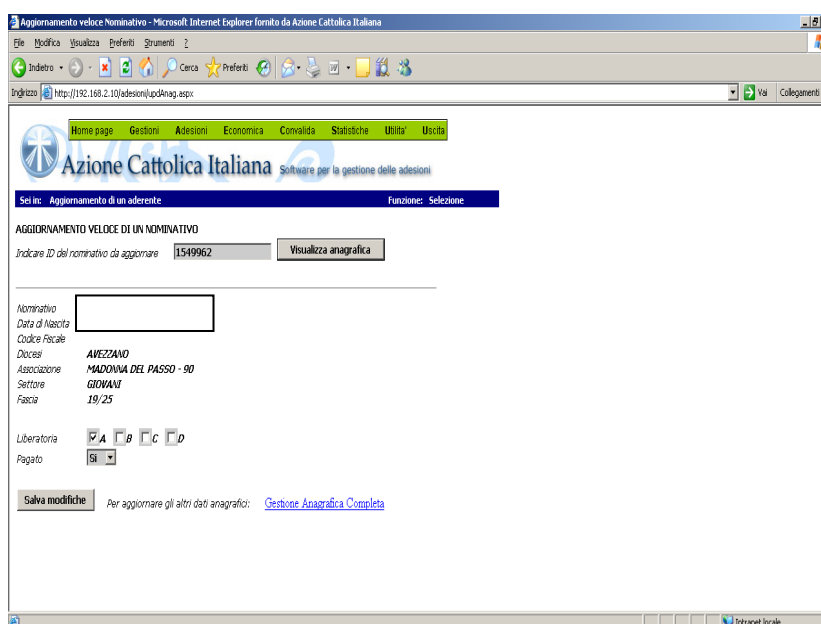 Aggiornamento veloce Nominativo - Microsoft Internet Explorer fornito da Azione Cattolica Italiana
File Modifica Visualizza Preferiti Strumenti ?
Indietro Cerca Preferiti
Indirizzo http://192.168.2.10/adesioni/updAnag.aspx Vai Collegamenti
Home page Gestioni Adesioni Economica Convalida Statistiche Utilita' Uscita
Azione Cattolica Italiana Software per la gestione delle adesioni
Sei in: Aggiornamento di un aderente Funzione: Selezione
AGGIORNAMENTO VELOCE DI UN NOMINATIVO
Indicare ID del nominativo da aggiornare 1549962 Visualizza anagrafica
Nominativo
Data di Nascita
Codice Fiscale
Diocesi AVEZZANO
Associazione MADONNA DEL PASSO - 90
Settore GIOVANI
Fascia 19/25
Liberatoria A B C D
Pagato Si
Salva modifiche Per aggiornare gli altri dati anagrafici: Gestione Anagrafica Completa
Intranet locale